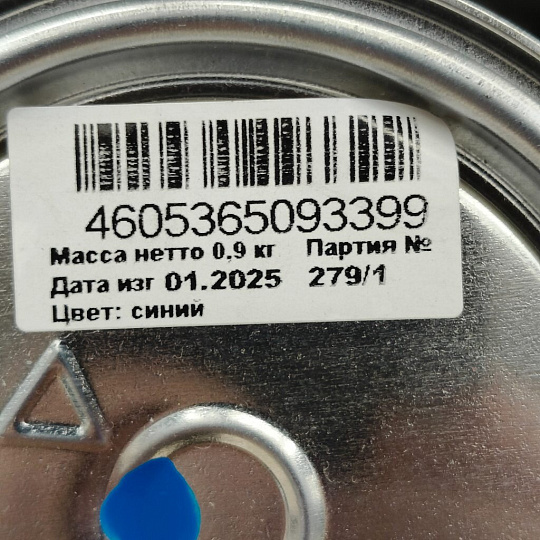 4605365093399
Масса нетто 0,9 кг Партия №
Дата изг 01.2025 279/1
Цвет: синий